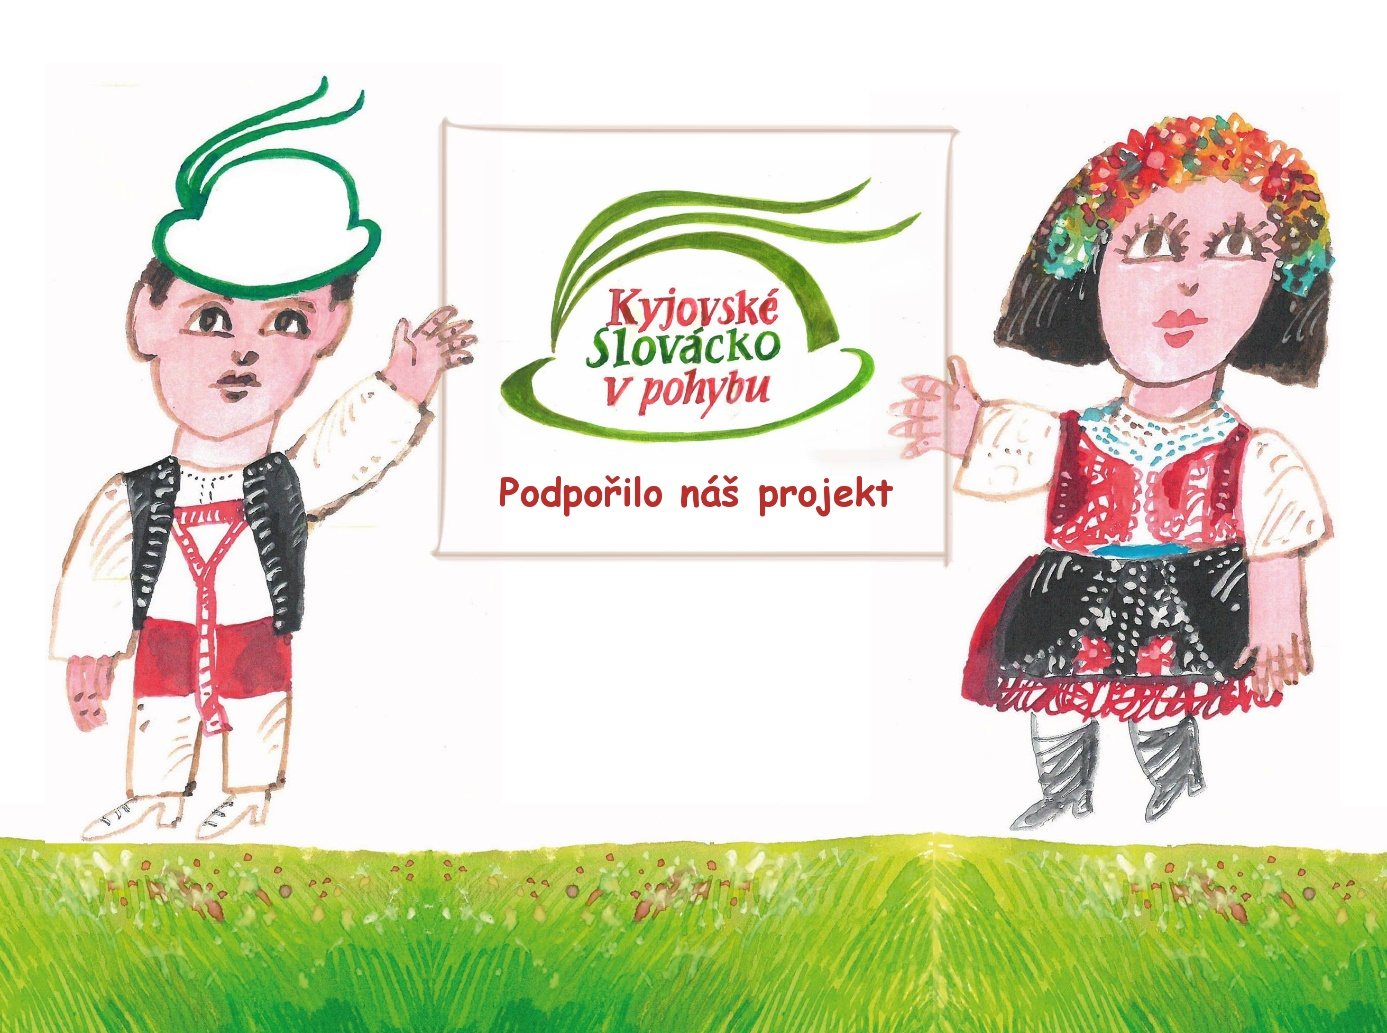 Kyjovské
Slovácko
v pohybu
Podpořilo náš projekt